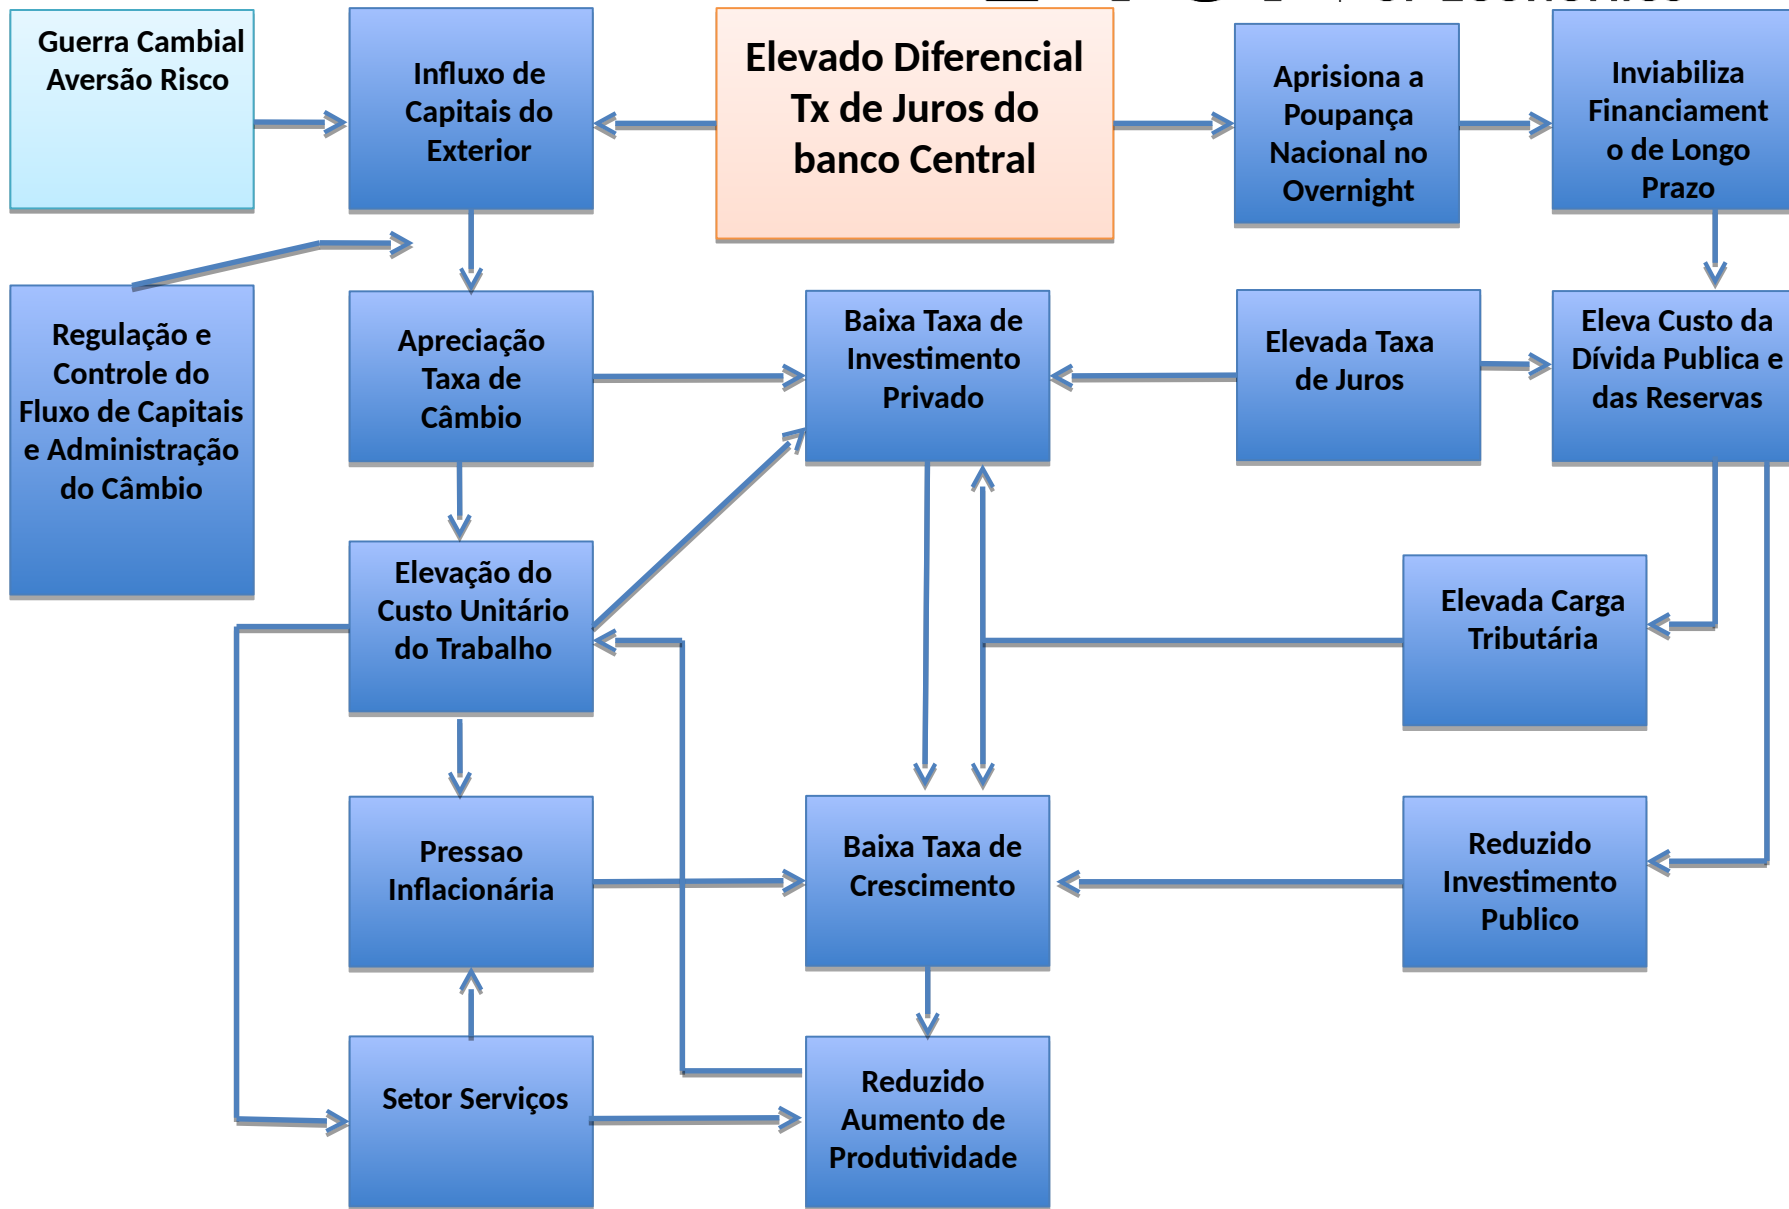 Guerra Cambial
Aversão Risco
Influxo de
Capitais do
Exterior
Elevado Diferencial
Tx de Juros do
banco Central
Aprisiona a
Poupança
Nacional no
Overnight
Inviabiliza
Financiament
o de Longo
Prazo
Regulação e
Controle do
Fluxo de Capitais
e Administração
do Câmbio
Apreciação
Taxa de
Câmbio
Baixa Taxa de
Investimento
Privado
Elevada Taxa
de Juros
Eleva Custo da
Dívida Publica e
das Reservas
Elevação do
Custo Unitário
do Trabalho
Elevada Carga
Tributária
Pressao
Inflacionária
Baixa Taxa de
Crescimento
Reduzido
Investimento
Publico
Setor Serviços
Reduzido
Aumento de
Produtividade